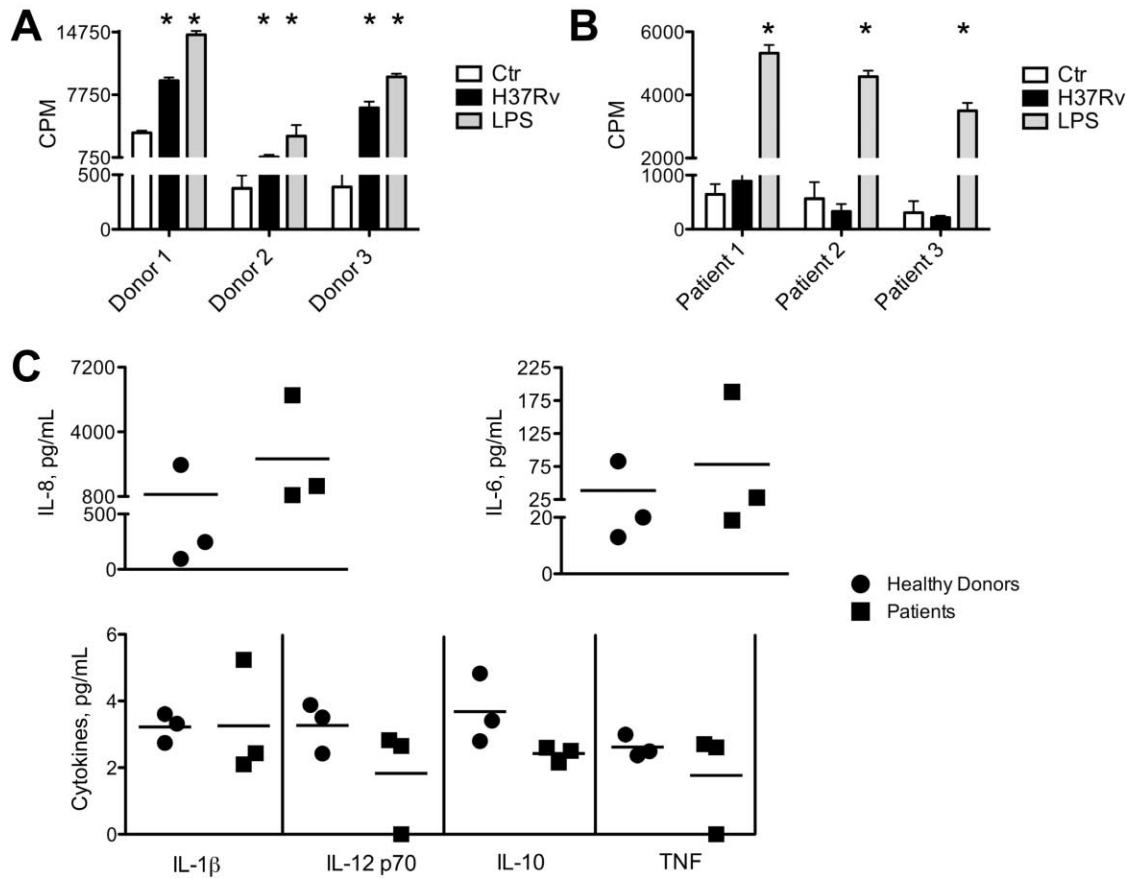 A
* * * * * *
14750
7750
750
500
0
CPM
Ctr
H37Rv
LPS
Donor 1
Donor 2
Donor 3
B
* * *
6000
4000
2000
1000
0
CPM
Ctr
H37Rv
LPS
Patient 1
Patient 2
Patient 3
C
7200
4000
800
500
0
IL-8, pg/mL
225
175
125
75
25
20
0
IL-6, pg/mL
Healthy Donors
Patients
6
4
2
0
Cytokines, pg/mL
IL-1β
IL-12 p70
IL-10
TNF